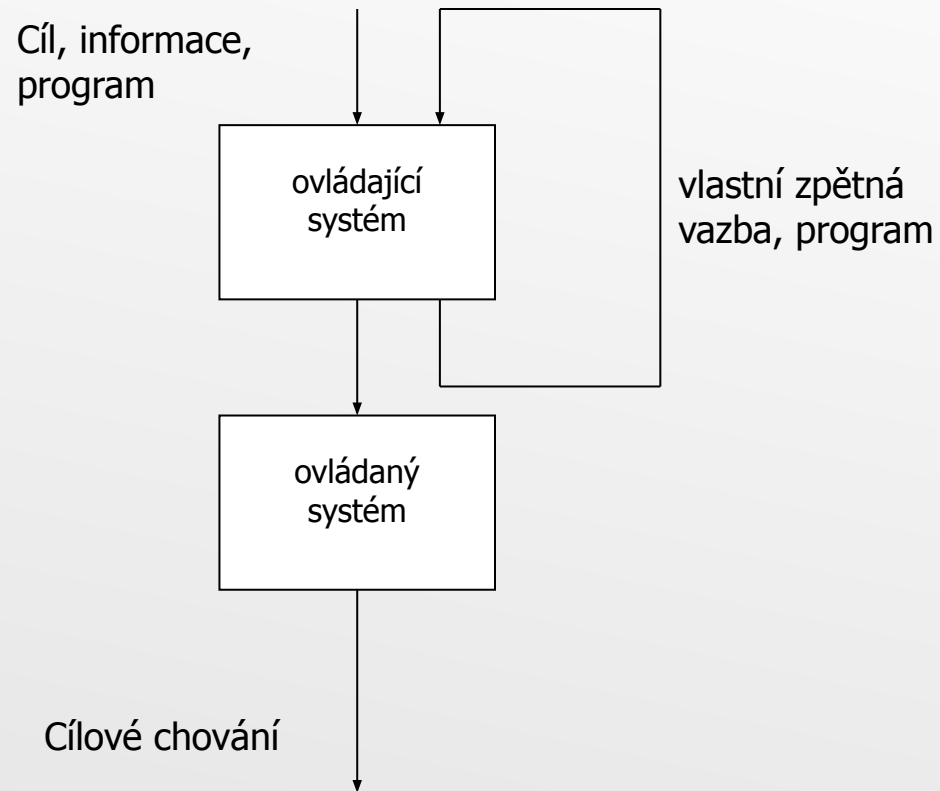 Cíl, informace,
program
ovládající
systém
vlastní zpětná
vazba, program
ovládaný
systém
Cílové chování